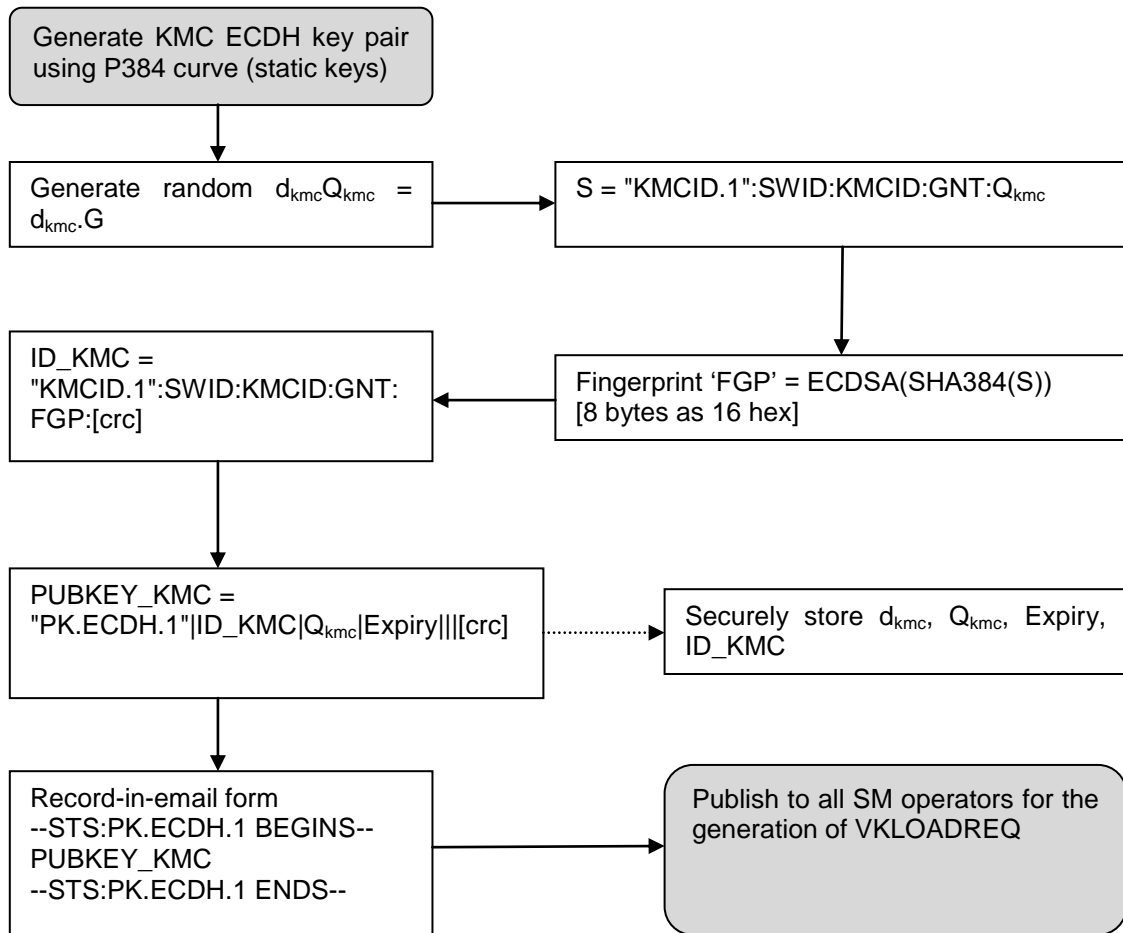 Generate KMC ECDH key pair
using P384 curve (static keys)
Generate random dkmcQkmc =
dkmc.G
S = "KMCID.1":SWID:KMCID:GNT:Qkmc
Fingerprint ‘FGP’ = ECDSA(SHA384(S))
[8 bytes as 16 hex]
ID_KMC =
"KMCID.1":SWID:KMCID:GNT:
FGP:[crc]
PUBKEY_KMC =
"PK.ECDH.1"|ID_KMC|Qkmc|Expiry|||[crc]
Securely store dkmc, Qkmc, Expiry,
ID_KMC
Record-in-email form
--STS:PK.ECDH.1 BEGINS--
PUBKEY_KMC
--STS:PK.ECDH.1 ENDS--
Publish to all SM operators for the
generation of VKLOADREQ